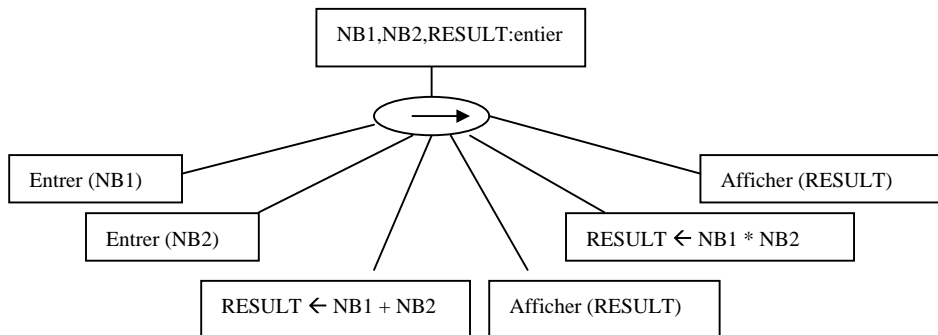 NB1,NB2,RESULT:entier
Entrer (NB1)
Entrer (NB2)
RESULT ← NB1 + NB2
Afficher (RESULT)
RESULT ← NB1 * NB2
Afficher (RESULT)